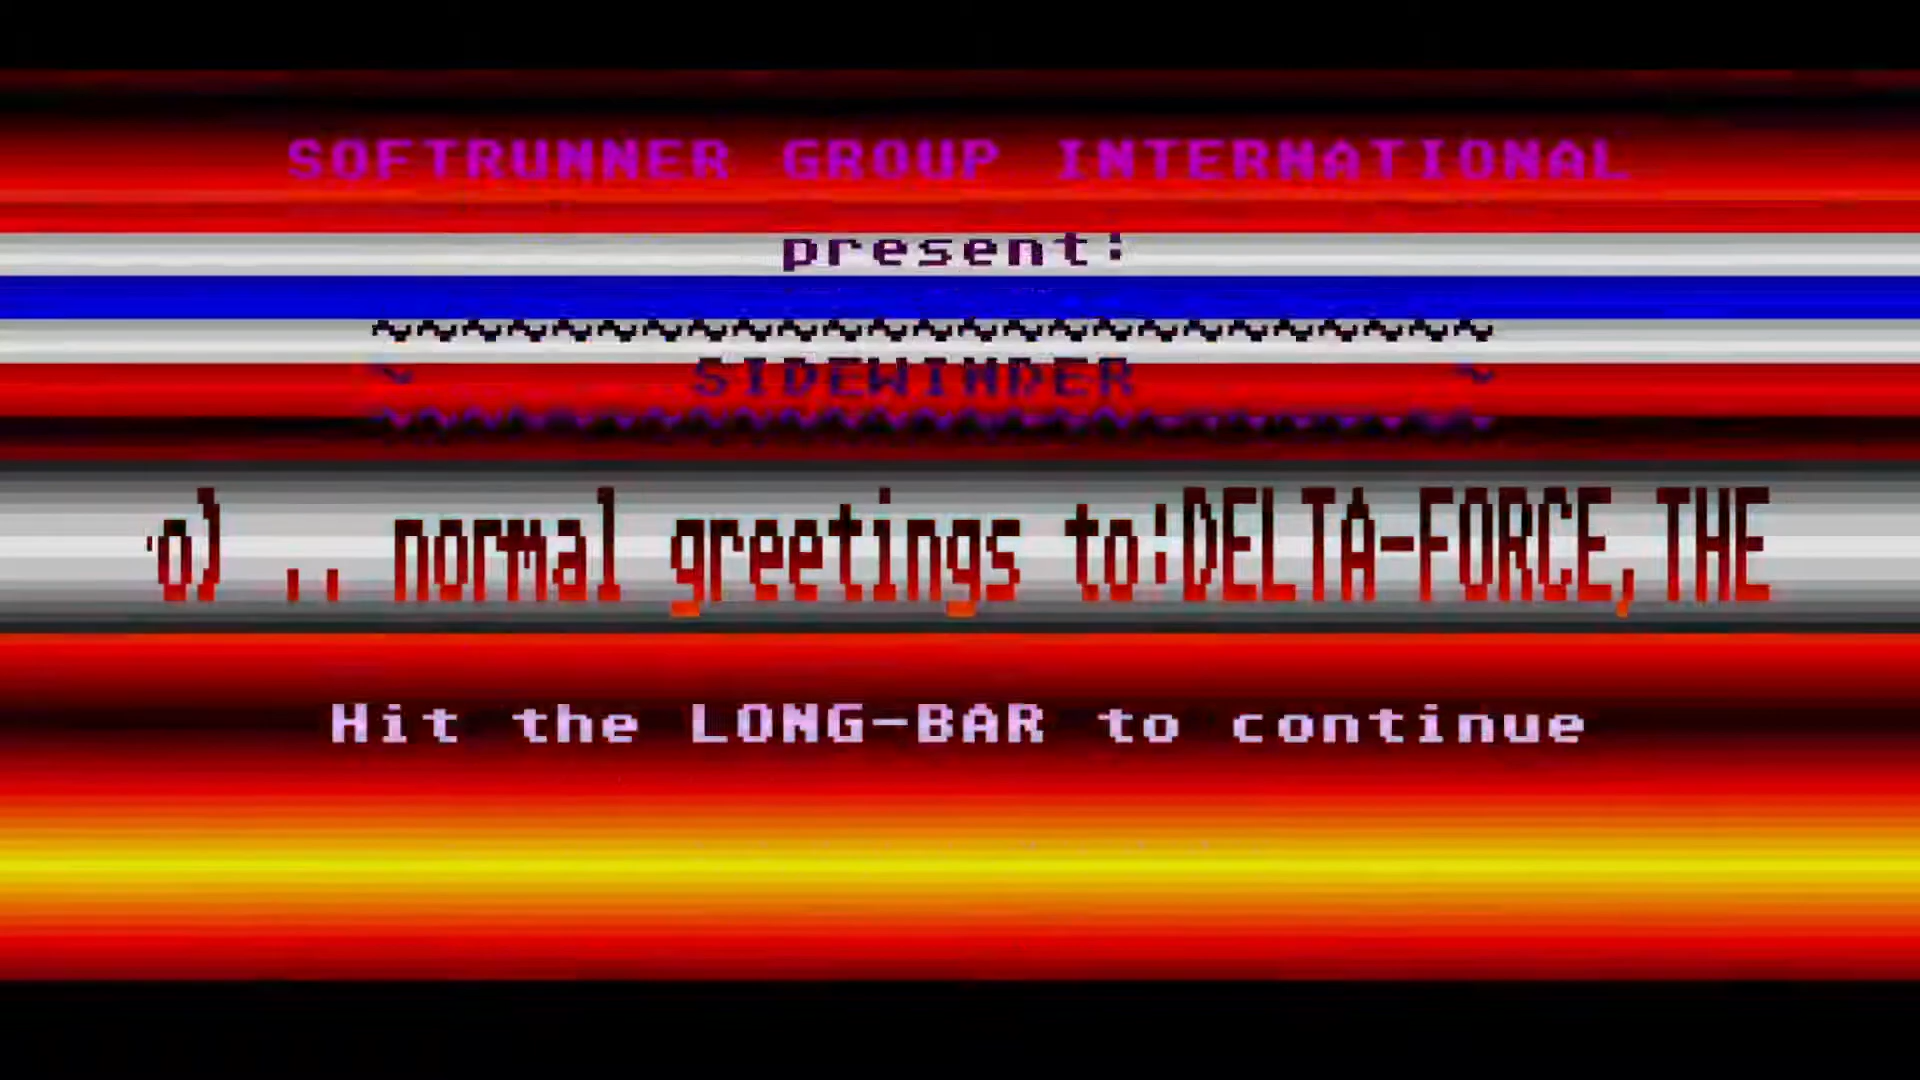 SOFTRUNNER GROUP INTERNATIONAL
present:
~~~~~~~~~~~~~~~~~~~~~~~~~
~ SIDEWINDER ~
~~~~~~~~~~~~~~~~~~~~~~~~~
o) .. normal greetings to:DELTA-FORCE,THE
Hit the LONG-BAR to continue